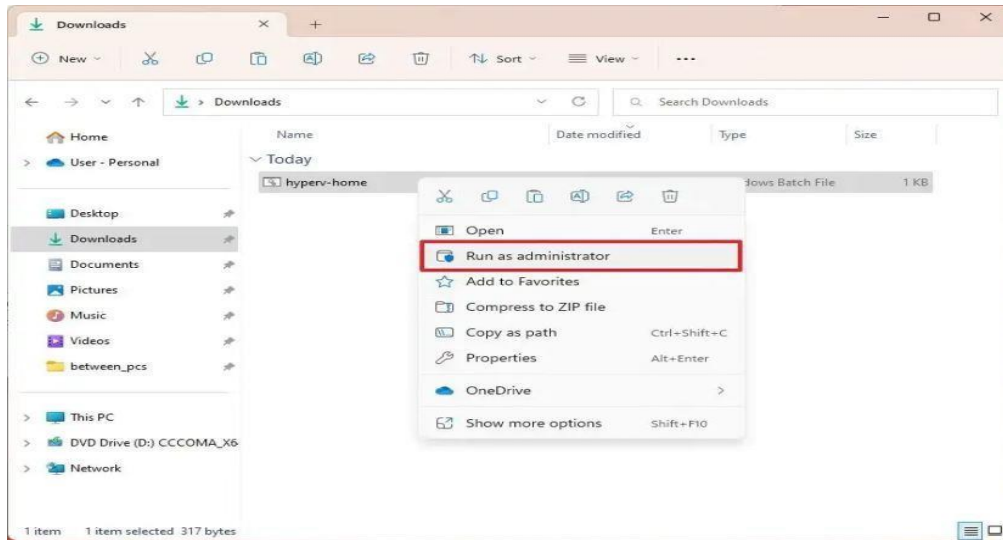 Downloads
New
Sort
View
Downloads
Search Downloads
Home
User - Personal
Desktop
Downloads
Documents
Pictures
Music
Videos
between_pcs
This PC
DVD Drive (D:) CCCOMA_X6
Network
Name Date modified Type Size
Today
hyperv-home dows Batch File 1 KB
Open Enter
Run as administrator
Add to Favorites
Compress to ZIP file
Copy as path Ctrl+Shift+C
Properties Alt+Enter
OneDrive
Show more options Shift+F10
1 item 1 item selected 317 bytes